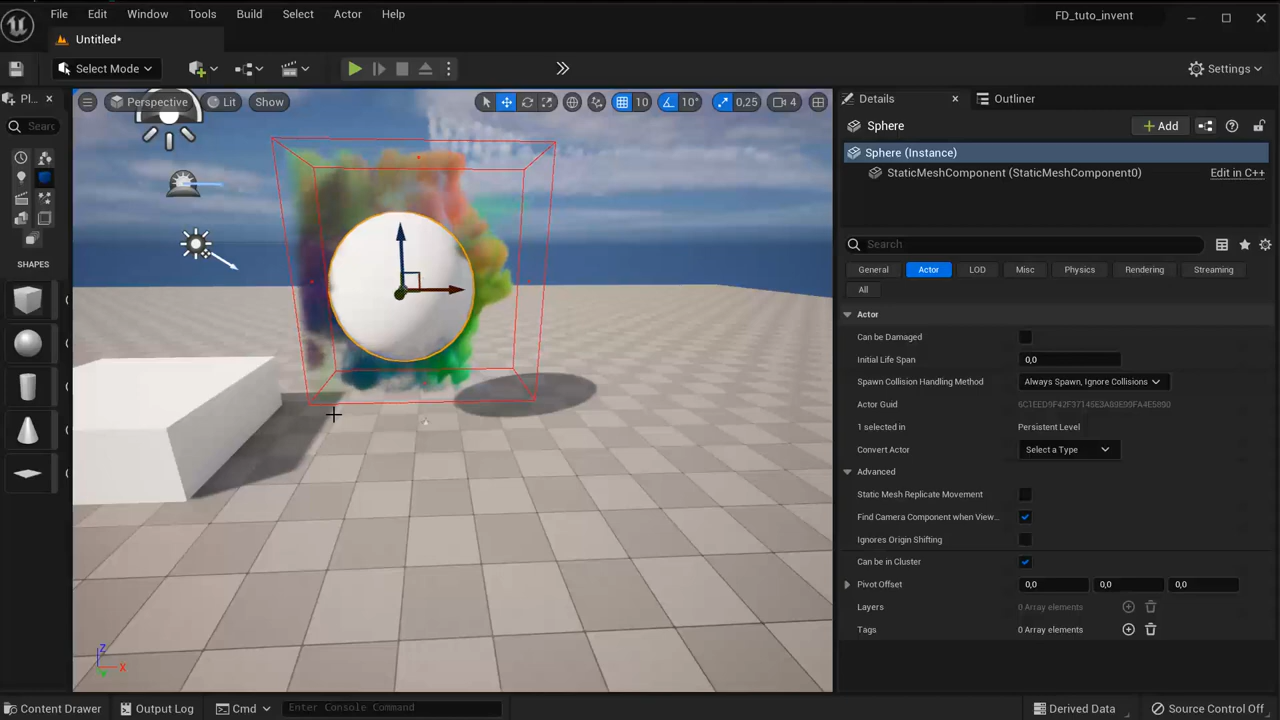 File Edit Window Tools Build Select Actor Help
FD_tuto_invent
Untitled*
Select Mode
Settings
Pl...
Perspective
Lit
Show
10
10°
0,25
4
Details
Outliner
Searc
Sphere
Add
Sphere (Instance)
StaticMeshComponent (StaticMeshComponent0)
Edit in C++
Search
SHAPES
General
Actor
LOD
Misc
Physics
Rendering
Streaming
All
Actor
Can be Damaged
Initial Life Span
0,0
Spawn Collision Handling Method
Always Spawn, Ignore Collisions
Actor Guid
1 selected in
Persistent Level
Convert Actor
Select a Type
Advanced
Static Mesh Replicate Movement
Find Camera Component when View...
Ignores Origin Shifting
Can be in Cluster
Pivot Offset
0,0
0,0
0,0
Layers
0 Array elements
Tags
0 Array elements
Z
X
Content Drawer
Output Log
Cmd
Enter Console Command
Derived Data
Source Control Off